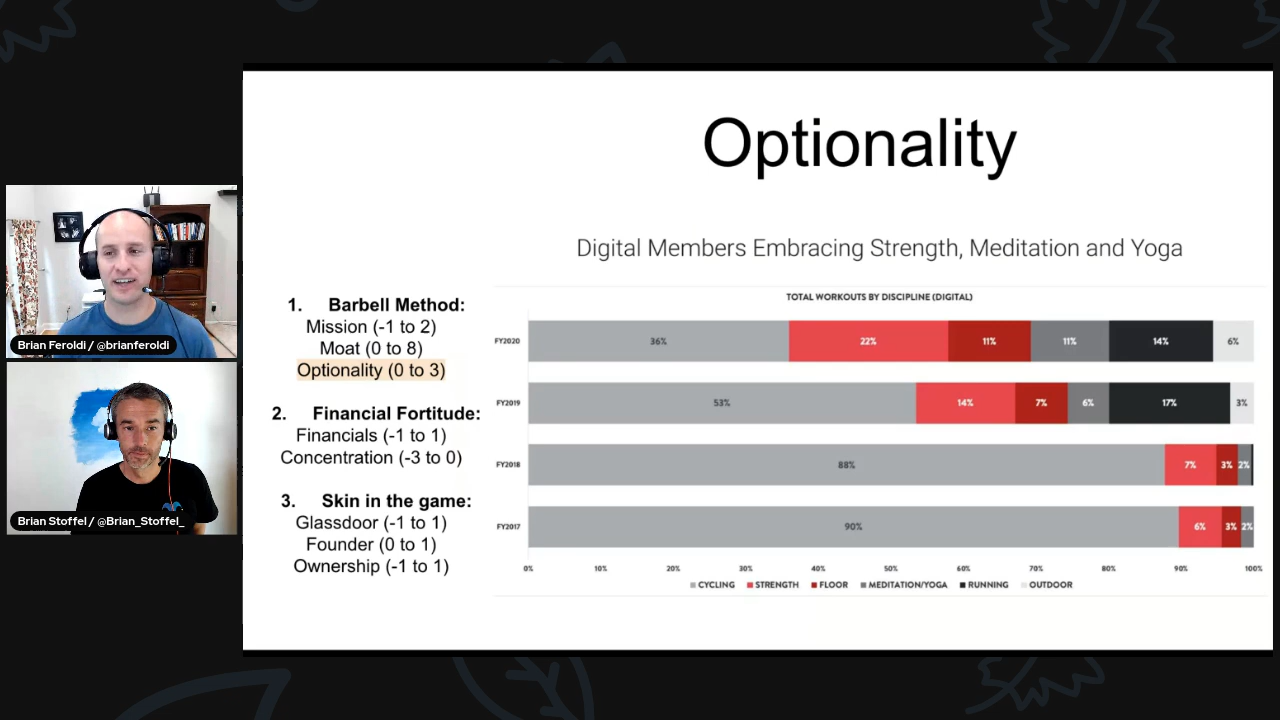 Optionality
Digital Members Embracing Strength, Meditation and Yoga
1. Barbell Method:
Mission (-1 to 2)
Moat (0 to 8)
Optionality (0 to 3)
2. Financial Fortitude:
Financials (-1 to 1)
Concentration (-3 to 0)
3. Skin in the game:
Glassdoor (-1 to 1)
Founder (0 to 1)
Ownership (-1 to 1)
TOTAL WORKOUTS BY DISCIPLINE (DIGITAL)
FY2020 36% 22% 11% 11% 14% 6%
FY2019 53% 14% 7% 6% 17% 3%
FY2018 88% 7% 3% 2%
FY2017 90% 6% 3% 2%
0% 10% 20% 30% 40% 50% 60% 70% 80% 90% 100%
CYCLING STRENGTH FLOOR MEDITATION/YOGA RUNNING OUTDOOR
Brian Feroldi / @brianferoldi
Brian Stoffel / @Brian_Stoffel_